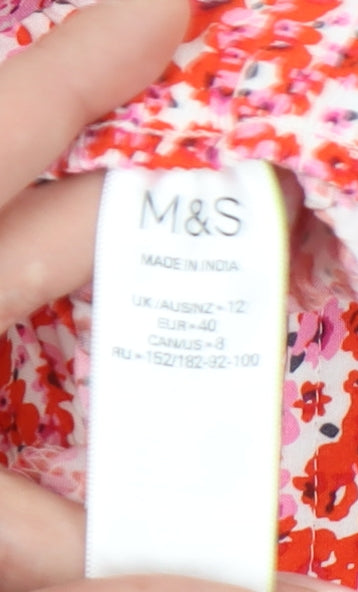 M&S
MADE IN INDIA
UK/AUS/NZ - 12
EUR - 40
CAN/US - 8
RU - 152/182-92-100